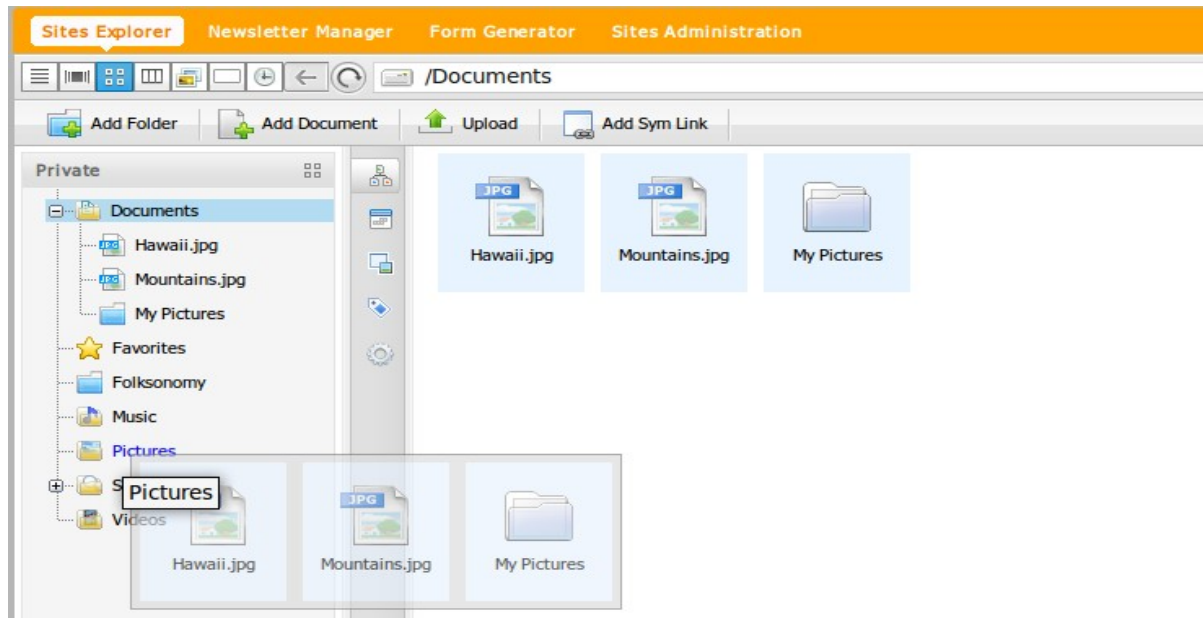 Sites Explorer Newsletter Manager Form Generator Sites Administration
/Documents
Add Folder Add Document Upload Add Sym Link
Private
Documents
Hawaii.jpg
Mountains.jpg
My Pictures
Favorites
Folksonomy
Music
Pictures
S
Videos
JPG JPG
Hawaii.jpg Mountains.jpg My Pictures
Pictures
JPG
Hawaii.jpg Mountains.jpg My Pictures